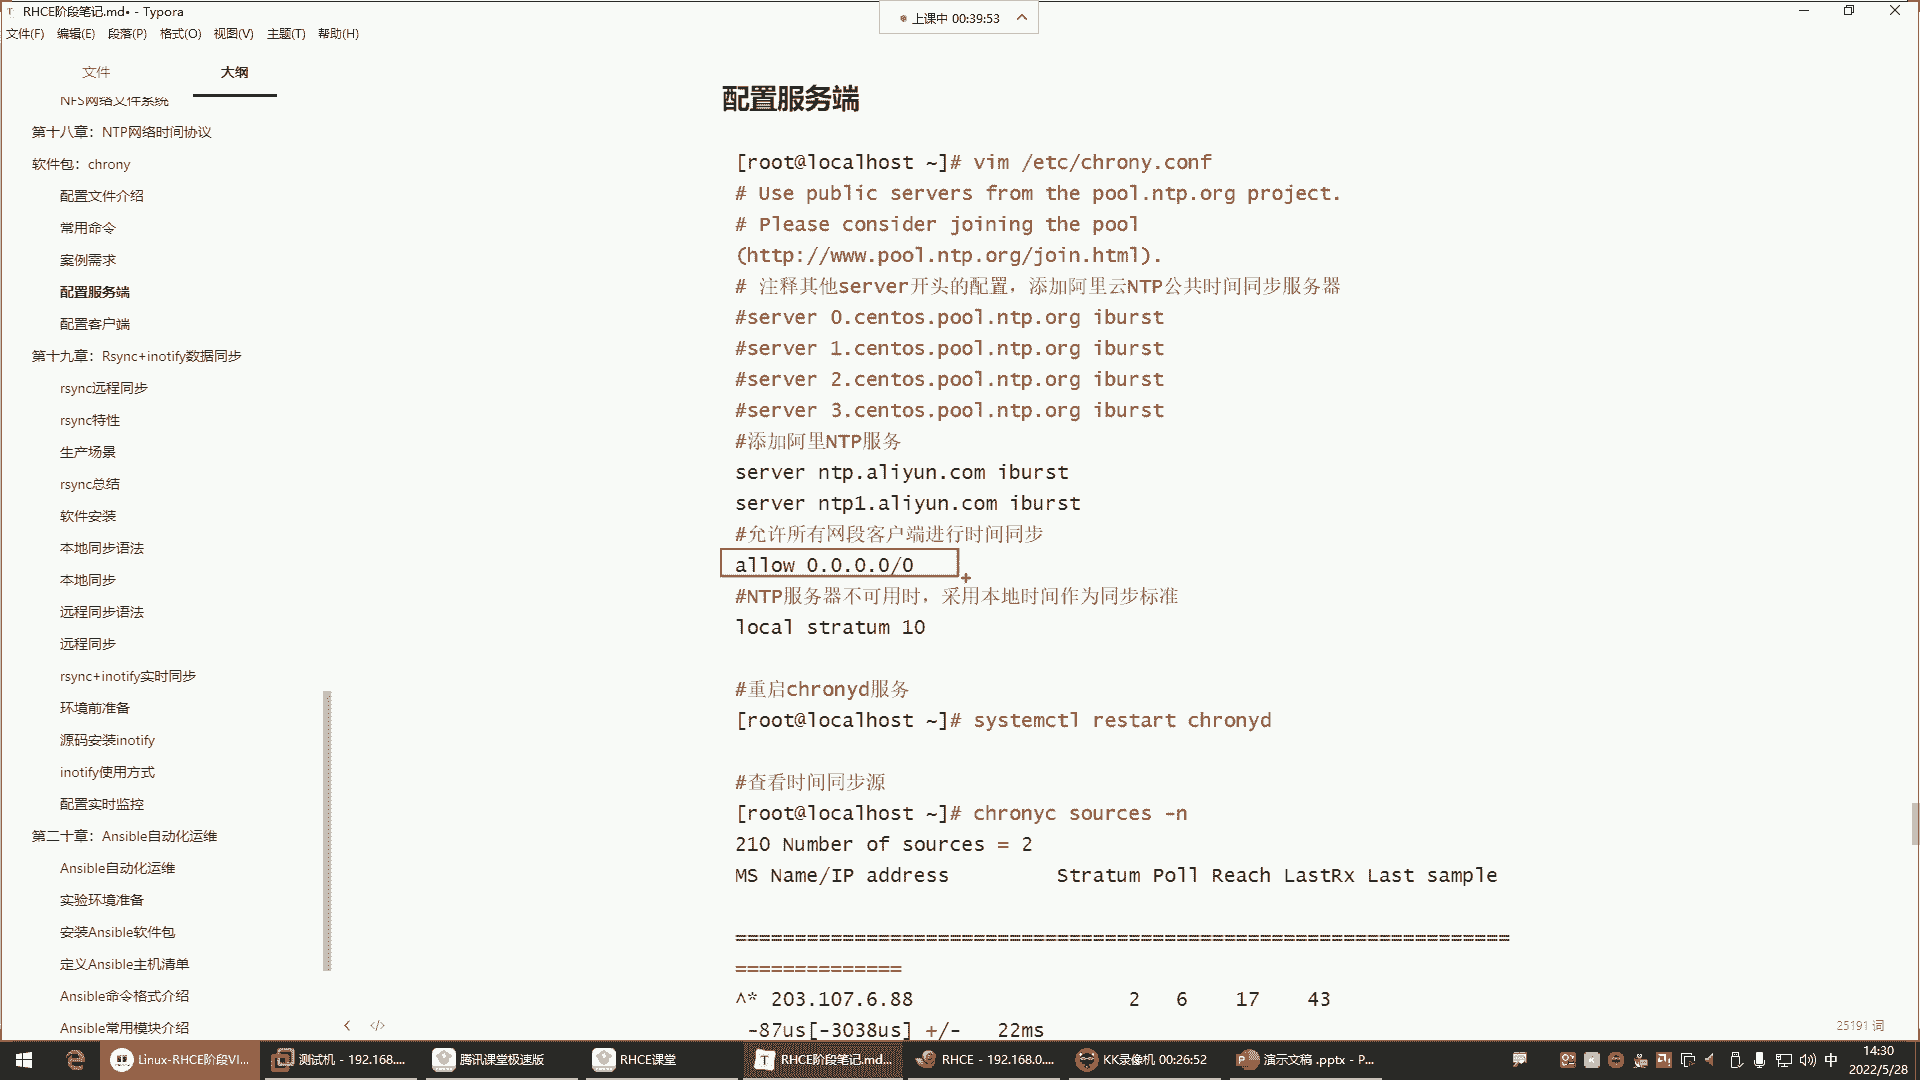 RHCE阶段笔记.md• - Typora
上课中 00:39:53
文件(F) 编辑(E) 段落(P) 格式(O) 视图(V) 主题(T) 帮助(H)
文件 大纲
NFS网络文件系统
第十八章：NTP网络时间协议
软件包：chrony
配置文件介绍
常用命令
案例需求
配置服务端
配置客户端
第十九章：Rsync+inotify数据同步
rsync远程同步
rsync特性
生产场景
rsync总结
软件安装
本地同步语法
本地同步
远程同步语法
远程同步
rsync+inotify实时同步
环境前准备
源码安装inotify
inotify使用方式
配置实时监控
第二十章：Ansible自动化运维
Ansible自动化运维
实验环境准备
安装Ansible软件包
定义Ansible主机清单
Ansible命令格式介绍
Ansible常用模块介绍
配置服务端
[root@localhost ~]# vim /etc/chrony.conf
# Use public servers from the pool.ntp.org project.
# Please consider joining the pool
(http://www.pool.ntp.org/join.html).
# 注释其他server开头的配置，添加阿里云NTP公共时间同步服务器
#server 0.centos.pool.ntp.org iburst
#server 1.centos.pool.ntp.org iburst
#server 2.centos.pool.ntp.org iburst
#server 3.centos.pool.ntp.org iburst
#添加阿里NTP服务
server ntp.aliyun.com iburst
server ntp1.aliyun.com iburst
#允许所有网段客户端进行时间同步
allow 0.0.0.0/0
#NTP服务器不可用时，采用本地时间作为同步标准
local stratum 10
#重启chronyd服务
[root@localhost ~]# systemctl restart chronyd
#查看时间同步源
[root@localhost ~]# chronyc sources -n
210 Number of sources = 2
MS Name/IP address Stratum Poll Reach LastRx Last sample
=================================================================
==============
^* 203.107.6.88 2 6 17 43
-87us[-3038us] +/- 22ms
25191 词
Linux-RHCE阶段VI...
测试机 - 192.168....
腾讯课堂极速版
RHCE课堂
RHCE阶段笔记.md...
RHCE - 192.168.0....
KK录像机 00:26:52
演示文稿 .pptx - P...
中
14:30
2022/5/28